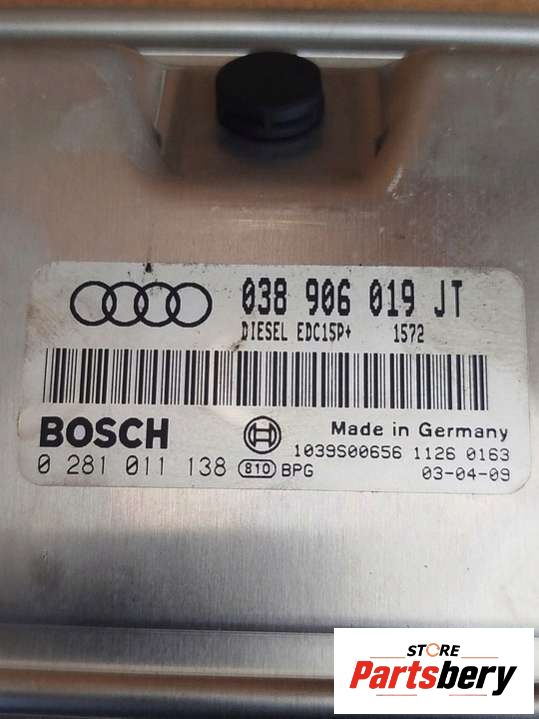 038 906 019 JT
DIESEL EDC15P+ 1572
BOSCH
Made in Germany
1039S00656 1126 0163
0 281 011 138 810 BPG 03-04-09
STORE
Partsbery